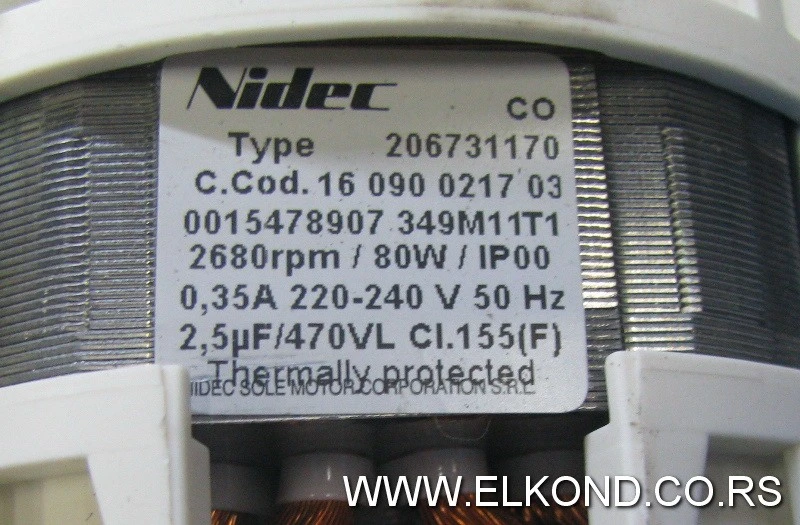 Nidec
CO
Type 206731170
C.Cod. 16 090 0217 03
0015478907 349M11T1
2680rpm / 80W / IP00
0,35A 220-240 V 50 Hz
2,5µF/470VL Cl.155(F)
Thermally protected
NIDEC SOLE MOTOR CORPORATION S.R.L.
WWW.ELKOND.CO.RS